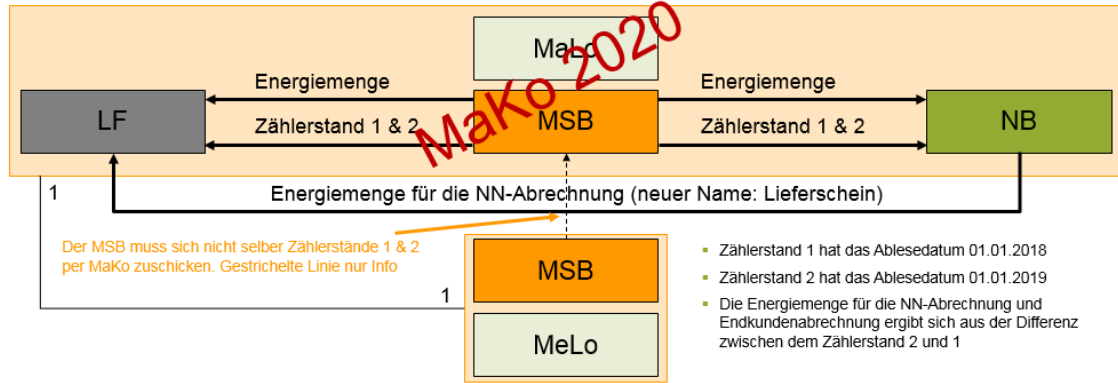 MaLo
MaKo 2020
Energiemenge
Energiemenge
LF
MSB
NB
Zählerstand 1 & 2
Zählerstand 1 & 2
1
Energiemenge für die NN-Abrechnung (neuer Name: Lieferschein)
Der MSB muss sich nicht selber Zählerstände 1 & 2
per MaKo zuschicken. Gestrichelte Linie nur Info
1
MSB
MeLo
Zählerstand 1 hat das Ablesedatum 01.01.2018
Zählerstand 2 hat das Ablesedatum 01.01.2019
Die Energiemenge für die NN-Abrechnung und
Endkundenabrechnung ergibt sich aus der Differenz
zwischen dem Zählerstand 2 und 1